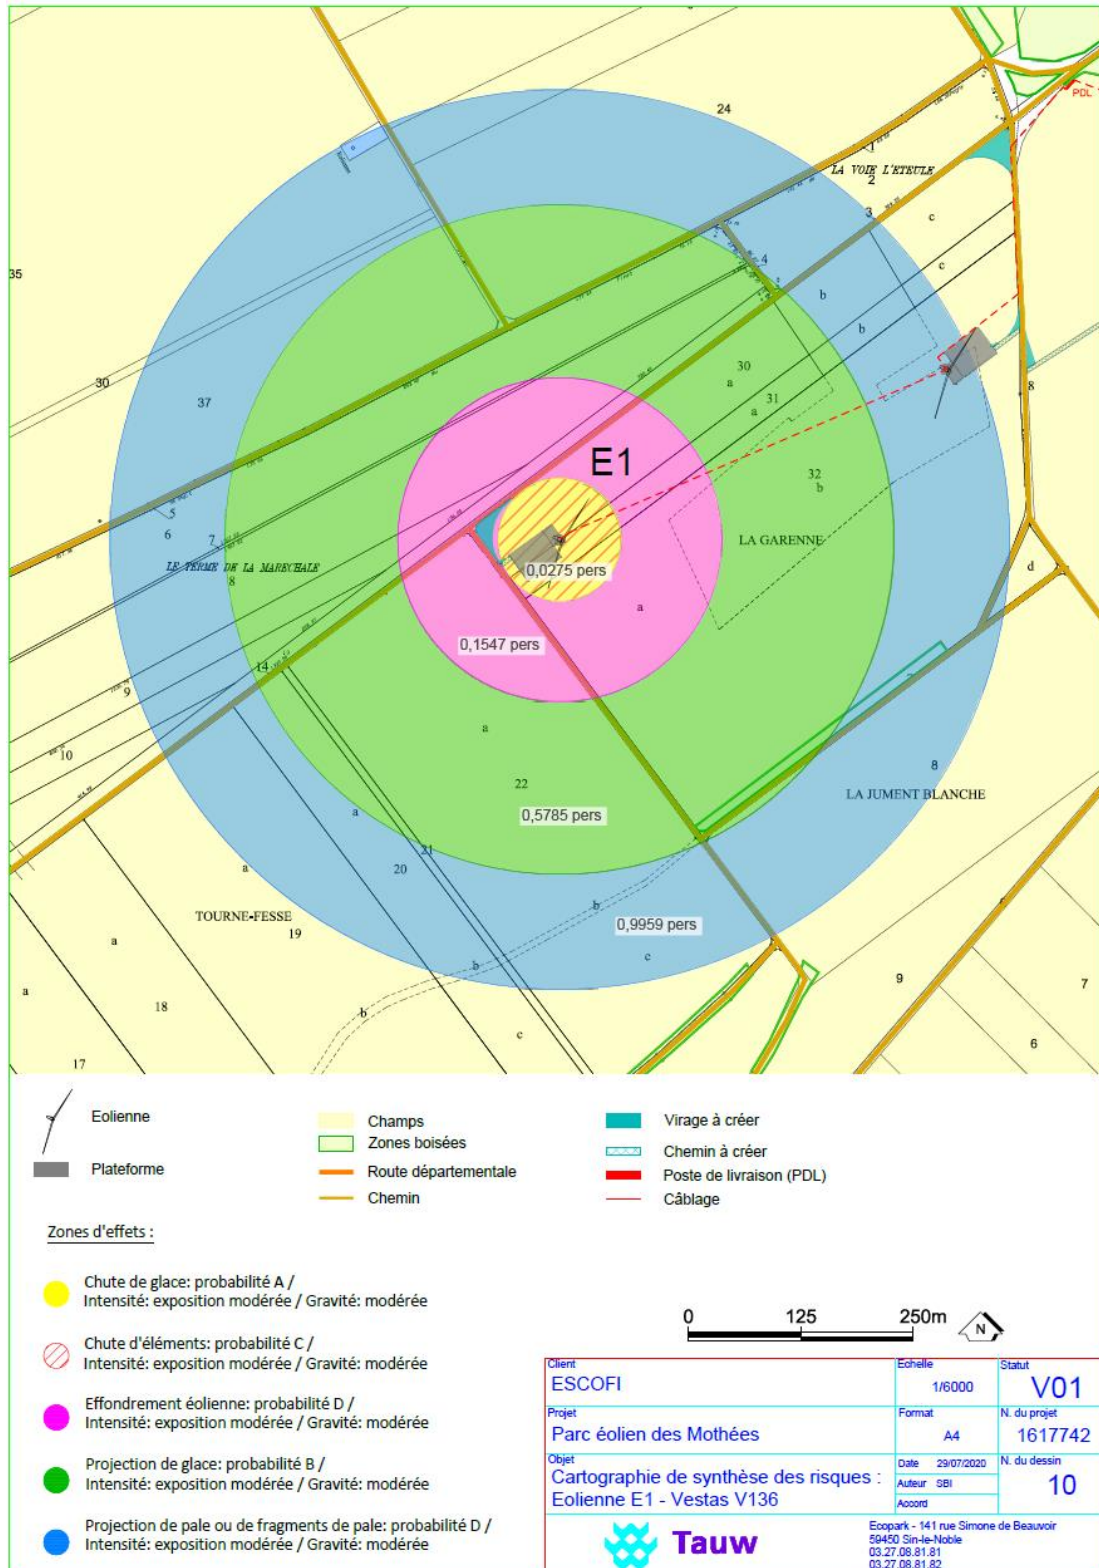 24
PDL
1
LA VOIE L'ETEULE
2
3
c
4
35
c
b
b
30
30
a
31
a
37
8
E1
32
b
5
6
7
LA GARENNE
LE TERME DE LA MARECHALE
8
0,0275 pers
d
a
0,1547 pers
14
9
7
a
10
22
8
LA JUMENT BLANCHE
0,5785 pers
a
21
20
a
b
TOURNE-FESSE
19
0,9959 pers
a
c
b
9
7
a
18
b
c
6
17
Eolienne
Plateforme
Champs
Zones boisées
Route départementale
Chemin
Virage à créer
Chemin à créer
Poste de livraison (PDL)
Câblage
Zones d'effets :
Chute de glace: probabilité A /
Intensité: exposition modérée / Gravité: modérée
Chute d'éléments: probabilité C /
Intensité: exposition modérée / Gravité: modérée
Effondrement éolienne: probabilité D /
Intensité: exposition modérée / Gravité: modérée
Projection de glace: probabilité B /
Intensité: exposition modérée / Gravité: modérée
Projection de pale ou de fragments de pale: probabilité D /
Intensité: exposition modérée / Gravité: modérée
0 125 250m
N
Client
ESCOFI
Echelle
1/6000
Statut
V01
Projet
Parc éolien des Mothées
Format
A4
N. du projet
1617742
Objet
Cartographie de synthèse des risques :
Eolienne E1 - Vestas V136
Date 29/07/2020
Auteur SBI
Accord
N. du dessin
10
Tauw
Ecopark - 141 rue Simone de Beauvoir
59450 Sin-le-Noble
03.27.08.81.81
03.27.08.81.82